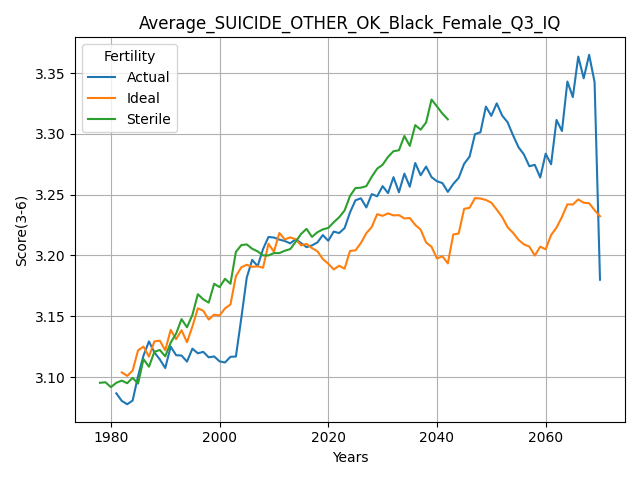 Average_SUICIDE_OTHER_OK_Black_Female_Q3_IQ
Fertility
Actual
Ideal
Sterile
Score(3-6)
3.35
3.30
3.25
3.20
3.15
3.10
1980 2000 2020 2040 2060
Years